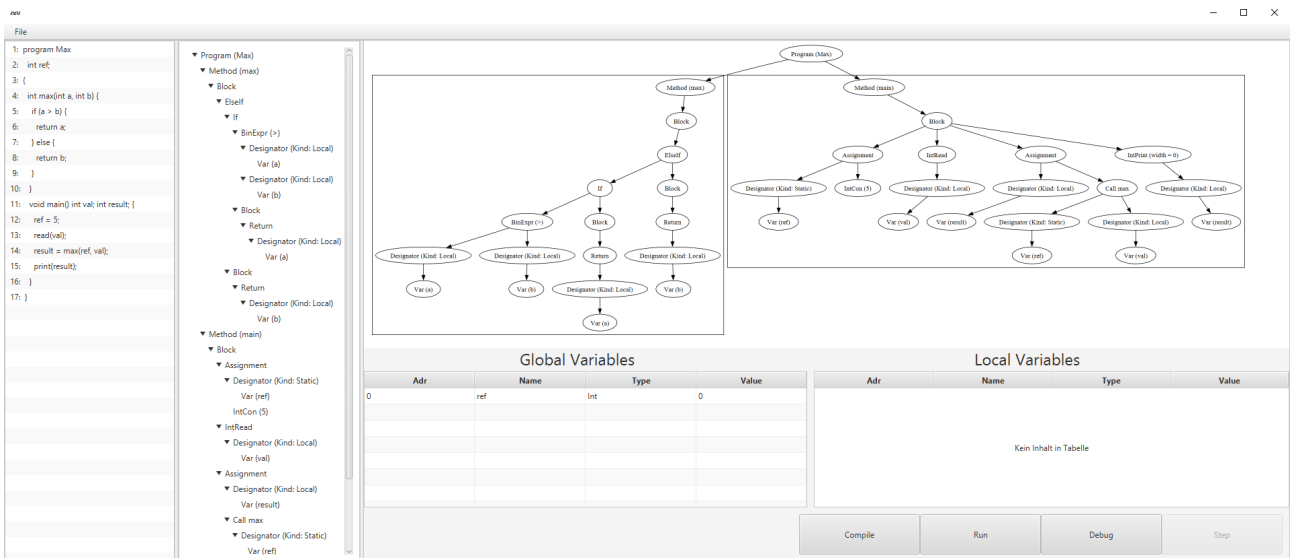 File
1: program Max
2: int ref;
3: {
4: int max(int a, int b) {
5: if (a > b) {
6: return a;
7: } else {
8: return b;
9: }
10: }
11: void main() int val; int result; {
12: ref = 5;
13: read(val);
14: result = max(ref, val);
15: print(result);
16: }
17: }
Program (Max)
Method (max)
Block
ElseIf
If
BinExpr (>)
Designator (Kind: Local)
Var (a)
Designator (Kind: Local)
Var (b)
Block
Return
Designator (Kind: Local)
Var (a)
Block
Return
Designator (Kind: Local)
Var (b)
Method (main)
Block
Assignment
Designator (Kind: Static)
Var (ref)
IntCon (5)
IntRead
Designator (Kind: Local)
Var (val)
Assignment
Designator (Kind: Local)
Var (result)
Call max
Designator (Kind: Static)
Var (ref)
Program (Max)
Method (max) Method (main)
Block Block
ElseIf Assignment IntRead Assignment IntPrint (width = 0)
If Block Designator (Kind: Static) IntCon (5) Designator (Kind: Local) Designator (Kind: Local) Call max Designator (Kind: Local)
BinExpr (>) Block Return Var (ref) Var (val) Var (result) Designator (Kind: Static) Designator (Kind: Local) Var (result)
Designator (Kind: Local) Designator (Kind: Local) Return Designator (Kind: Local) Var (ref) Var (val)
Var (a) Var (b) Designator (Kind: Local) Var (b)
Var (a)
Global Variables
Adr Name Type Value
0 ref Int 0
Local Variables
Adr Name Type Value
Kein Inhalt in Tabelle
Compile Run Debug Step